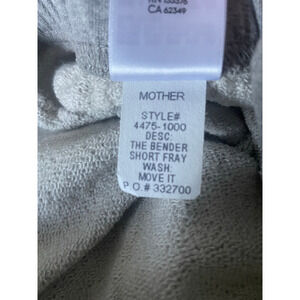 CA 62349
MOTHER
STYLE#
4475-1000
DESC:
THE BENDER
SHORT FRAY
WASH:
MOVE IT
P.O.# 332700